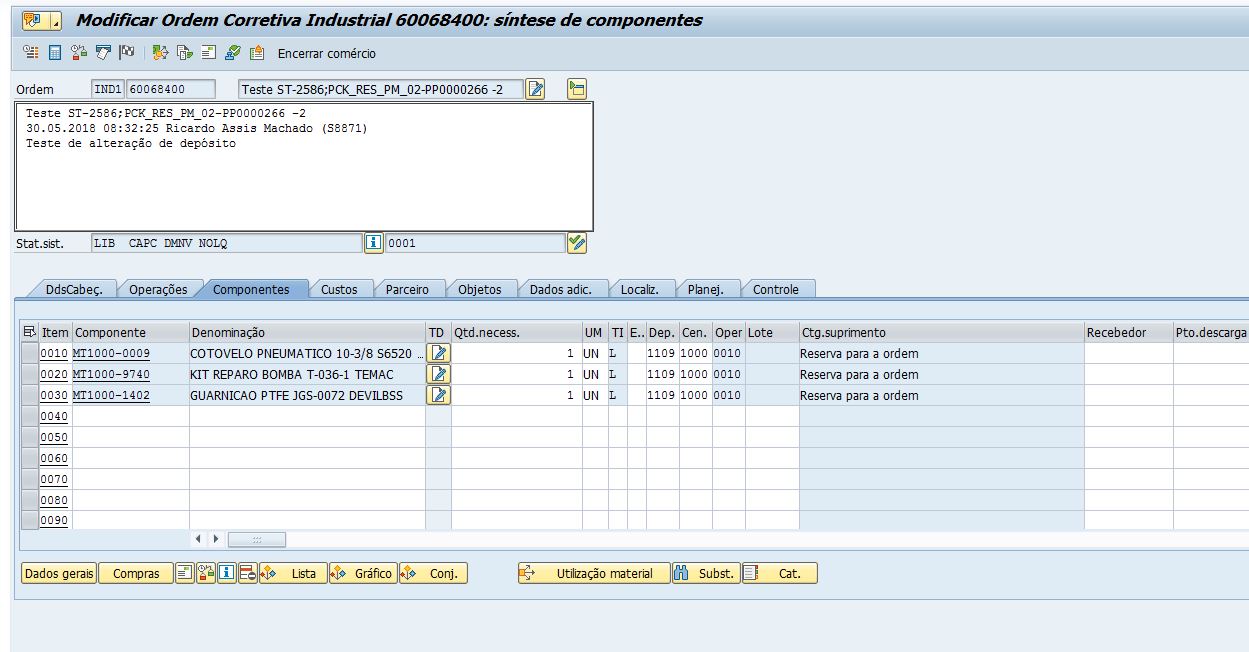 Modificar Ordem Corretiva Industrial 60068400: síntese de componentes
Encerrar comércio
Ordem IND1 60068400 Teste ST-2586;PCK_RES_PM_02-PP0000266 -2
Teste ST-2586;PCK_RES_PM_02-PP0000266 -2
30.05.2018 08:32:25 Ricardo Assis Machado (S8871)
Teste de alteração de depósito
Stat.sist. LIB CAPC DMNV NOLQ 0001
DdsCabeç. Operações Componentes Custos Parceiro Objetos Dados adic. Localiz. Planej. Controle
Item Componente Denominação TD Qtd.necess. UM TI E.. Dep. Cen. Oper Lote Ctg.suprimento Recebedor Pto.descarga
0010 MT1000-0009 COTOVELO PNEUMATICO 10-3/8 S6520 ... 1 UN L 1109 1000 0010 Reserva para a ordem
0020 MT1000-9740 KIT REPARO BOMBA T-036-1 TEMAC 1 UN L 1109 1000 0010 Reserva para a ordem
0030 MT1000-1402 GUARNICAO PTFE JGS-0072 DEVILBSS 1 UN L 1109 1000 0010 Reserva para a ordem
0040
0050
0060
0070
0080
0090
Dados gerais Compras Lista Gráfico Conj. Utilização material Subst. Cat.